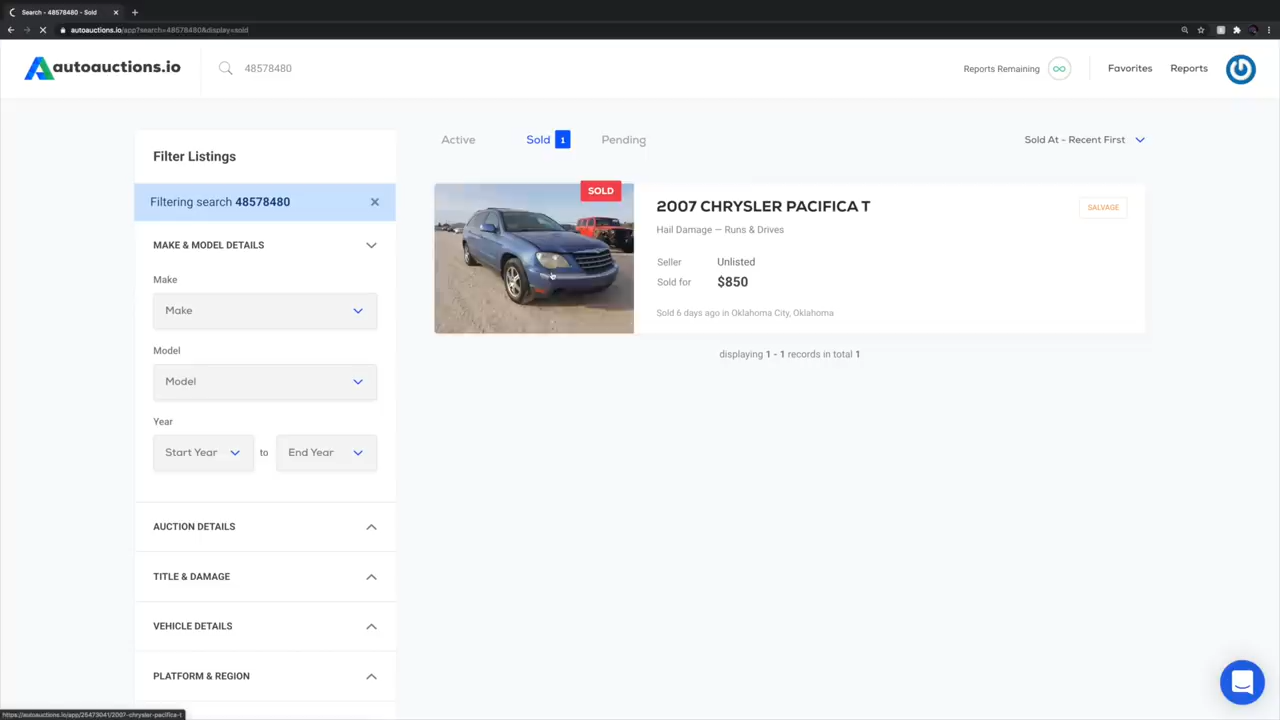 Search - 48578480 - Sold
autoauctions.io/app?search=48578480&display=sold
autoauctions.io
48578480
Reports Remaining
Favorites
Reports
Filter Listings
Filtering search 48578480
MAKE & MODEL DETAILS
Make
Make
Model
Model
Year
Start Year to End Year
AUCTION DETAILS
TITLE & DAMAGE
VEHICLE DETAILS
PLATFORM & REGION
Active Sold 1 Pending
Sold At - Recent First
SOLD
2007 CHRYSLER PACIFICA T
SALVAGE
Hail Damage — Runs & Drives
Seller Unlisted
Sold for $850
Sold 6 days ago in Oklahoma City, Oklahoma
displaying 1 - 1 records in total 1
https://autoauctions.io/app/25473041/2007-chrysler-pacifica-t